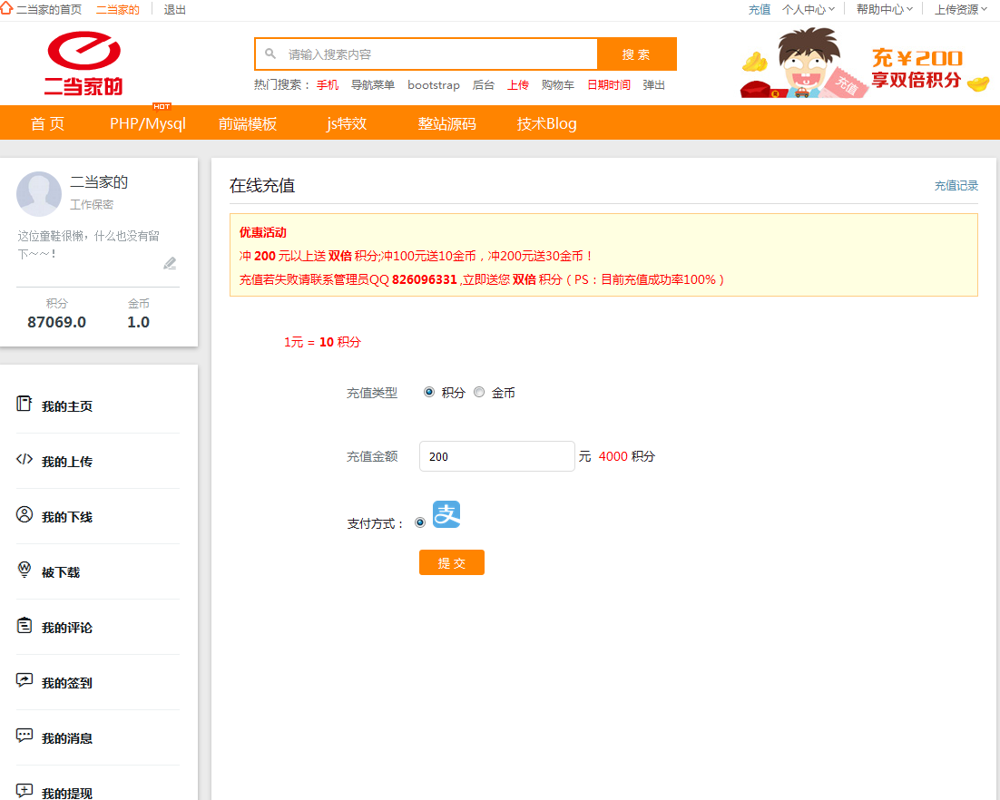 二当家的首页 二当家的 退出 充值 个人中心 帮助中心 上传资源
二当家的
请输入搜索内容 搜 索
热门搜索： 手机 导航菜单 bootstrap 后台 上传 购物车 日期时间 弹出
充￥200
享双倍积分
充值
HOT
首 页 PHP/Mysql 前端模板 js特效 整站源码 技术Blog
二当家的
工作保密
这位童鞋很懒，什么也没有留
下～～！
积分 金币
87069.0 1.0
我的主页
我的上传
我的下线
被下载
我的评论
我的签到
我的消息
我的提现
在线充值 充值记录
优惠活动
冲 200 元以上送 双倍 积分;冲100元送10金币，冲200元送30金币！
充值若失败请联系管理员QQ 826096331 ,立即送您 双倍 积分（PS：目前充值成功率100%）
1元 = 10 积分
充值类型 积分 金币
充值金额 200 元 4000 积分
支付方式： 支
提 交